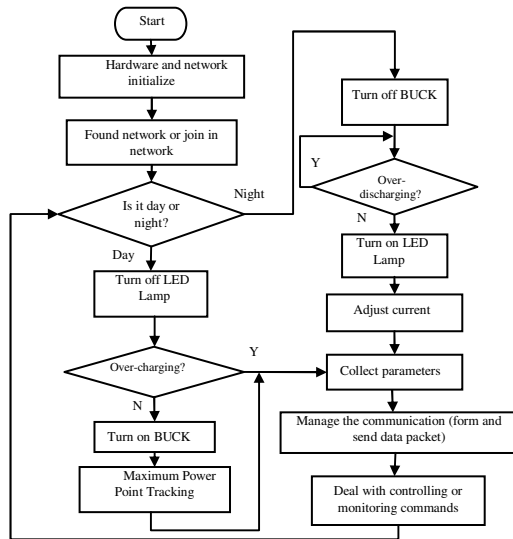 Start
Hardware and network
initialize
Found network or join in
network
Is it day or
night?
Night
Day
Turn off LED
Lamp
Over-charging?
Y
N
Turn on BUCK
Maximum Power
Point Tracking
Turn off BUCK
Y
Over-
discharging?
N
Turn on LED
Lamp
Adjust current
Collect parameters
Manage the communication (form and
send data packet)
Deal with controlling or
monitoring commands